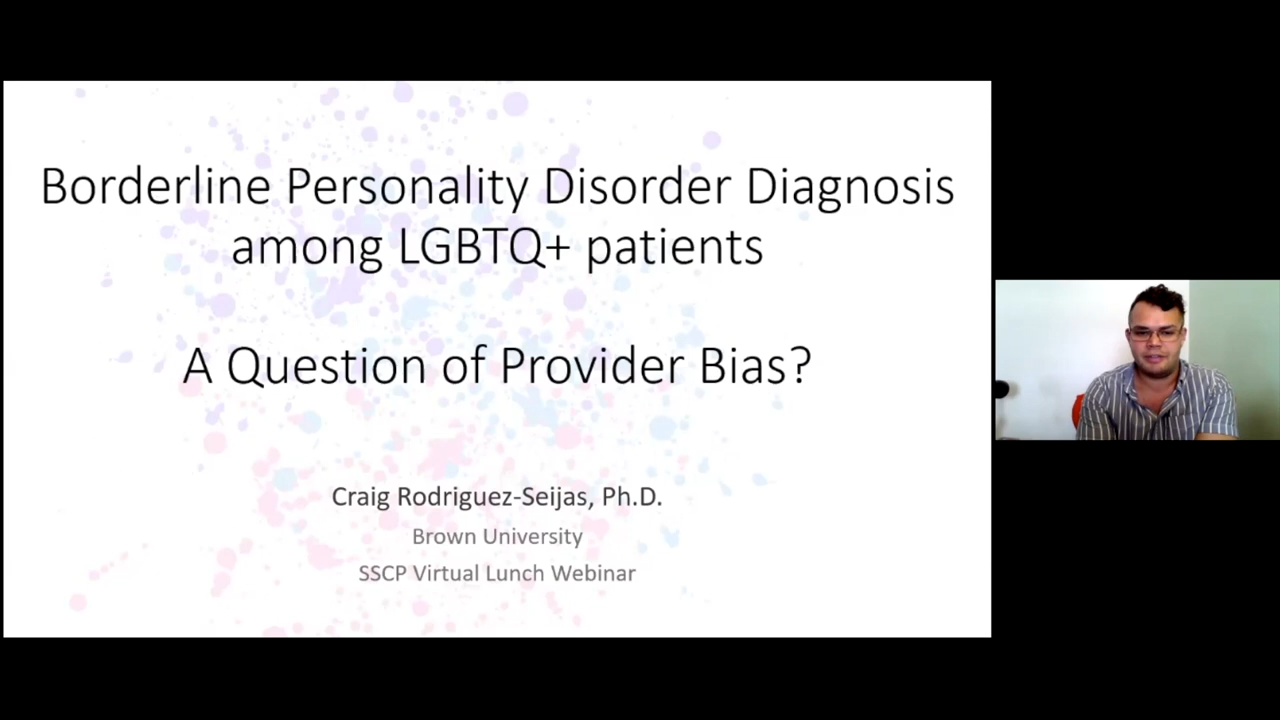 Borderline Personality Disorder Diagnosis
among LGBTQ+ patients
A Question of Provider Bias?
Craig Rodriguez-Seijas, Ph.D.
Brown University
SSCP Virtual Lunch Webinar